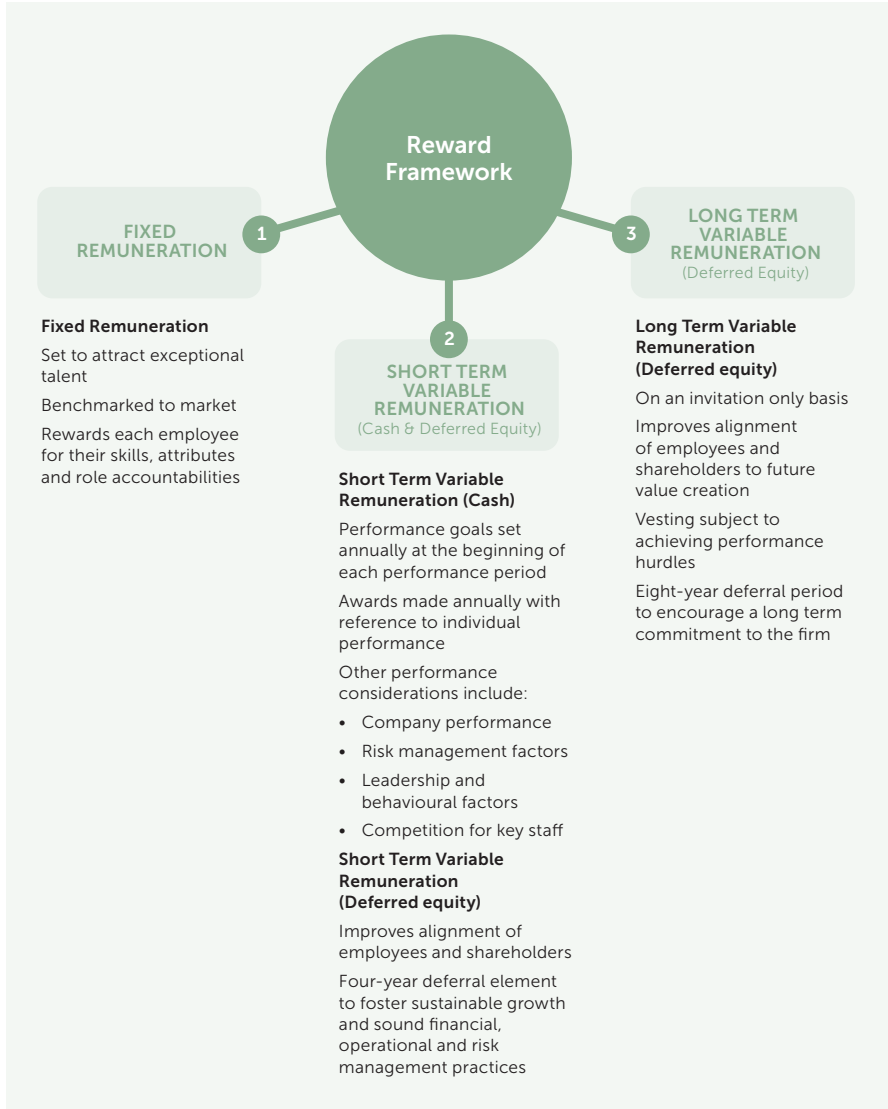 Reward
Framework
1
FIXED
REMUNERATION
Fixed Remuneration
Set to attract exceptional
talent
Benchmarked to market
Rewards each employee
for their skills, attributes
and role accountabilities
2
SHORT TERM
VARIABLE
REMUNERATION
(Cash & Deferred Equity)
Short Term Variable
Remuneration (Cash)
Performance goals set
annually at the beginning of
each performance period
Awards made annually with
reference to individual
performance
Other performance
considerations include:
• Company performance
• Risk management factors
• Leadership and
behavioural factors
• Competition for key staff
Short Term Variable
Remuneration
(Deferred equity)
Improves alignment of
employees and shareholders
Four-year deferral element
to foster sustainable growth
and sound financial,
operational and risk
management practices
3
LONG TERM
VARIABLE
REMUNERATION
(Deferred Equity)
Long Term Variable
Remuneration
(Deferred equity)
On an invitation only basis
Improves alignment
of employees and
shareholders to future
value creation
Vesting subject to
achieving performance
hurdles
Eight-year deferral period
to encourage a long term
commitment to the firm